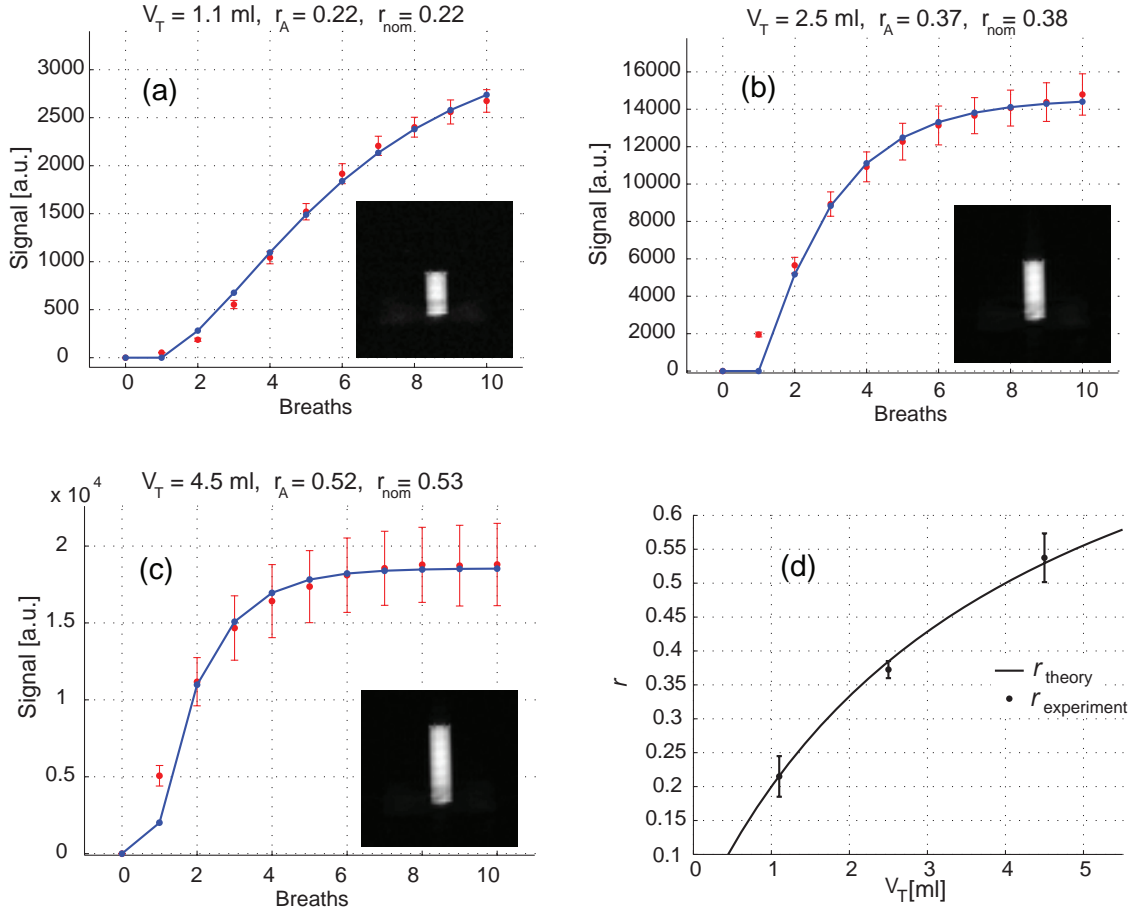 V_T = 1.1 ml, r_A = 0.22, r_nom = 0.22
(a)
3000
2500
2000
1500
1000
500
0
Signal [a.u.]
0 2 4 6 8 10
Breaths
V_T = 2.5 ml, r_A = 0.37, r_nom = 0.38
(b)
16000
14000
12000
10000
8000
6000
4000
2000
0
Signal [a.u.]
0 2 4 6 8 10
Breaths
V_T = 4.5 ml, r_A = 0.52, r_nom = 0.53
x 10^4
(c)
2
1.5
1
0.5
0
Signal [a.u.]
0 2 4 6 8 10
Breaths
(d)
0.6
0.55
0.5
0.45
0.4
0.35
0.3
0.25
0.2
0.15
0.1
r
r theory
r experiment
0 1 2 3 4 5
V_T[ml]